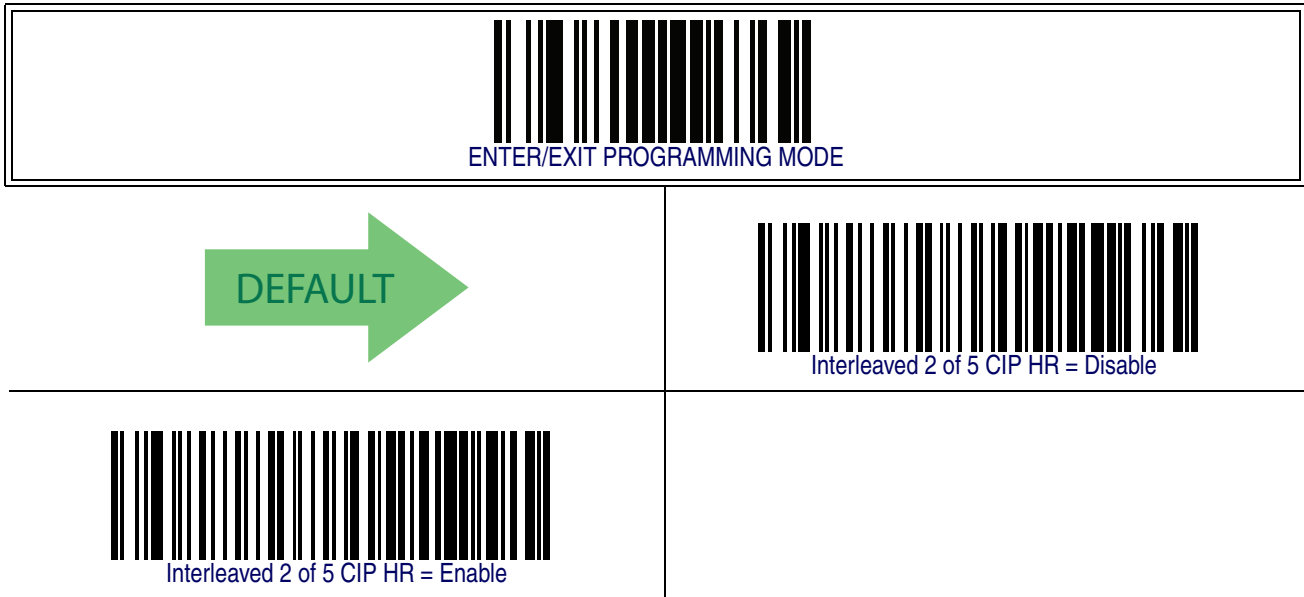 ENTER/EXIT PROGRAMMING MODE
DEFAULT
Interleaved 2 of 5 CIP HR = Disable
Interleaved 2 of 5 CIP HR = Enable